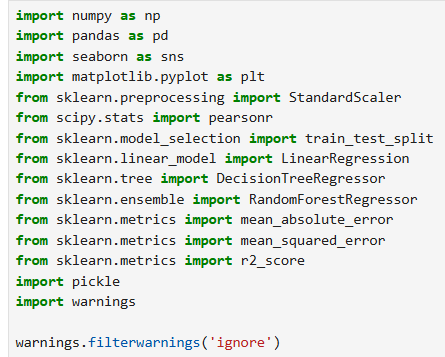 import numpy as np
import pandas as pd
import seaborn as sns
import matplotlib.pyplot as plt
from sklearn.preprocessing import StandardScaler
from scipy.stats import pearsonr
from sklearn.model_selection import train_test_split
from sklearn.linear_model import LinearRegression
from sklearn.tree import DecisionTreeRegressor
from sklearn.ensemble import RandomForestRegressor
from sklearn.metrics import mean_absolute_error
from sklearn.metrics import mean_squared_error
from sklearn.metrics import r2_score
import pickle
import warnings
warnings.filterwarnings('ignore')